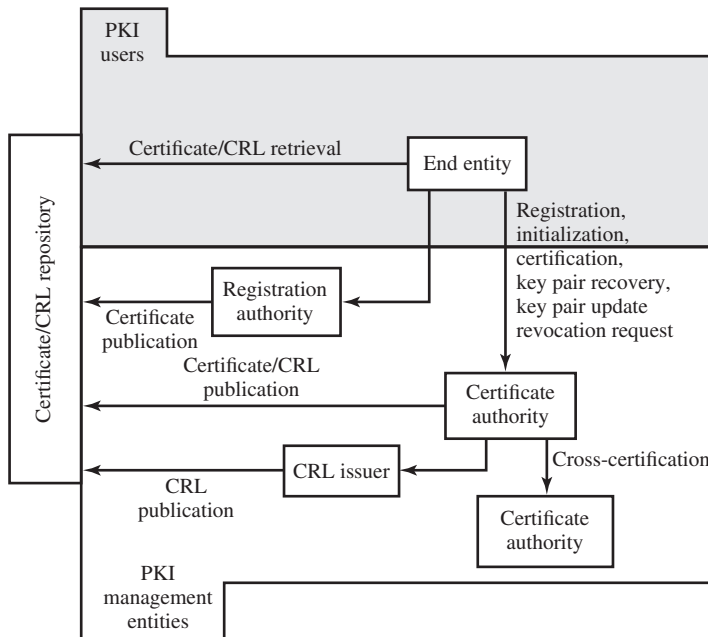 PKI
users
Certificate/CRL retrieval
End entity
Registration,
initialization,
certification,
key pair recovery,
key pair update
revocation request
Certificate/CRL repository
Registration
authority
Certificate
publication
Certificate/CRL
publication
Certificate
authority
CRL issuer
Cross-certification
CRL
publication
Certificate
authority
PKI
management
entities